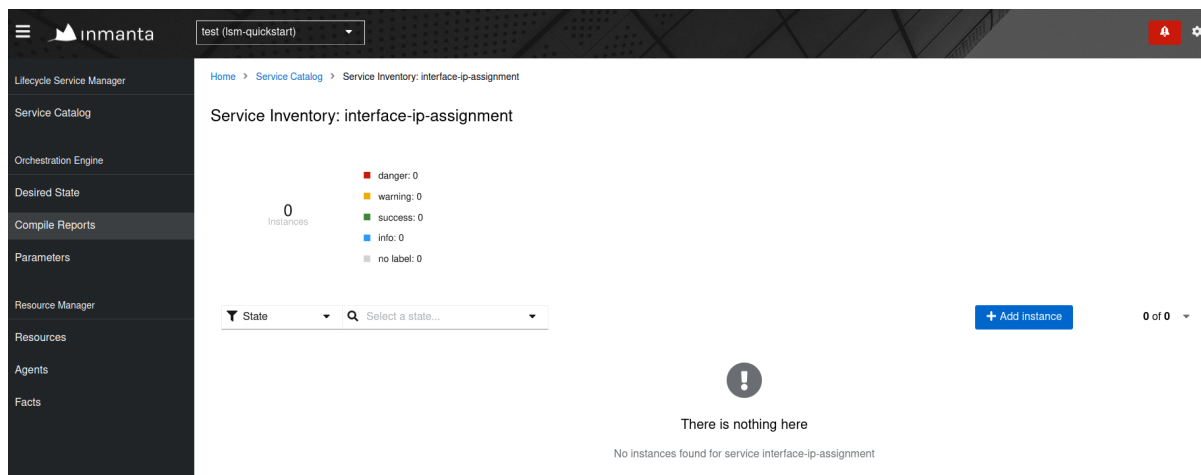 inmanta
test (lsm-quickstart)
Lifecycle Service Manager
Service Catalog
Orchestration Engine
Desired State
Compile Reports
Parameters
Resource Manager
Resources
Agents
Facts
Home > Service Catalog > Service Inventory: interface-ip-assignment
Service Inventory: interface-ip-assignment
0
Instances
danger: 0
warning: 0
success: 0
info: 0
no label: 0
State
Select a state...
+ Add instance
0 of 0
There is nothing here
No instances found for service interface-ip-assignment